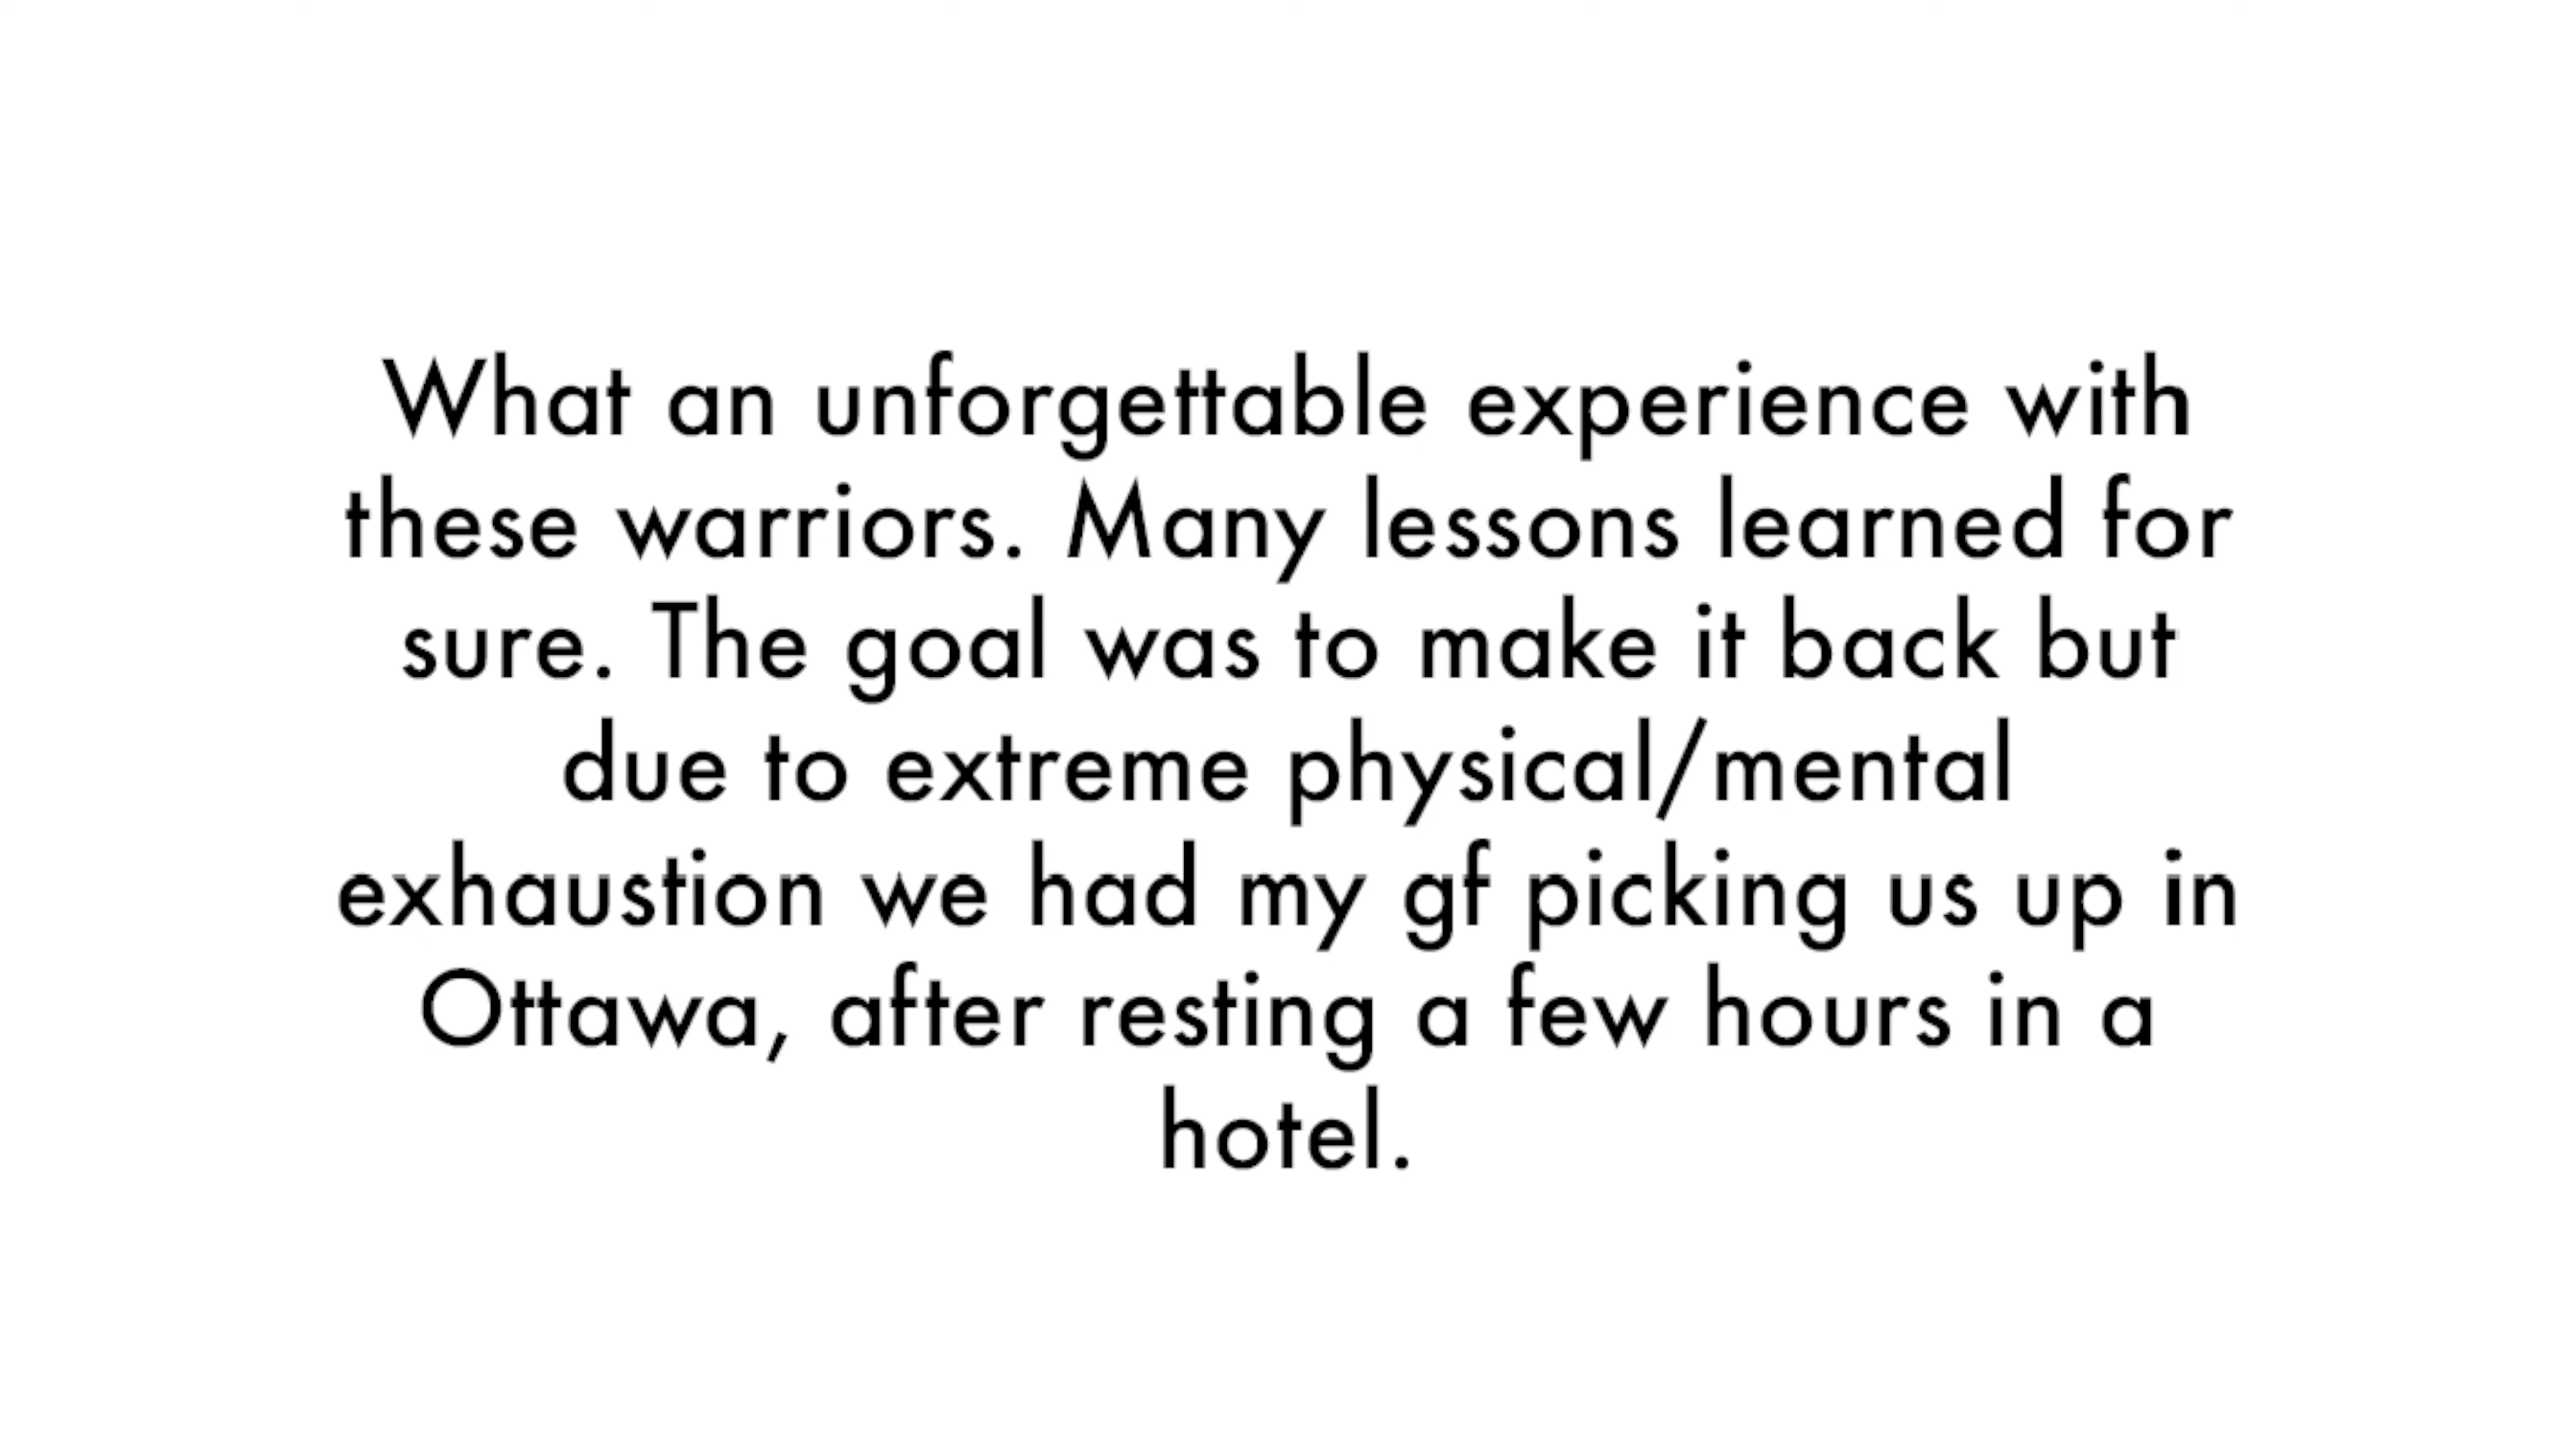 What an unforgettable experience with
these warriors. Many lessons learned for
sure. The goal was to make it back but
due to extreme physical/mental
exhaustion we had my gf picking us up in
Ottawa, after resting a few hours in a
hotel.